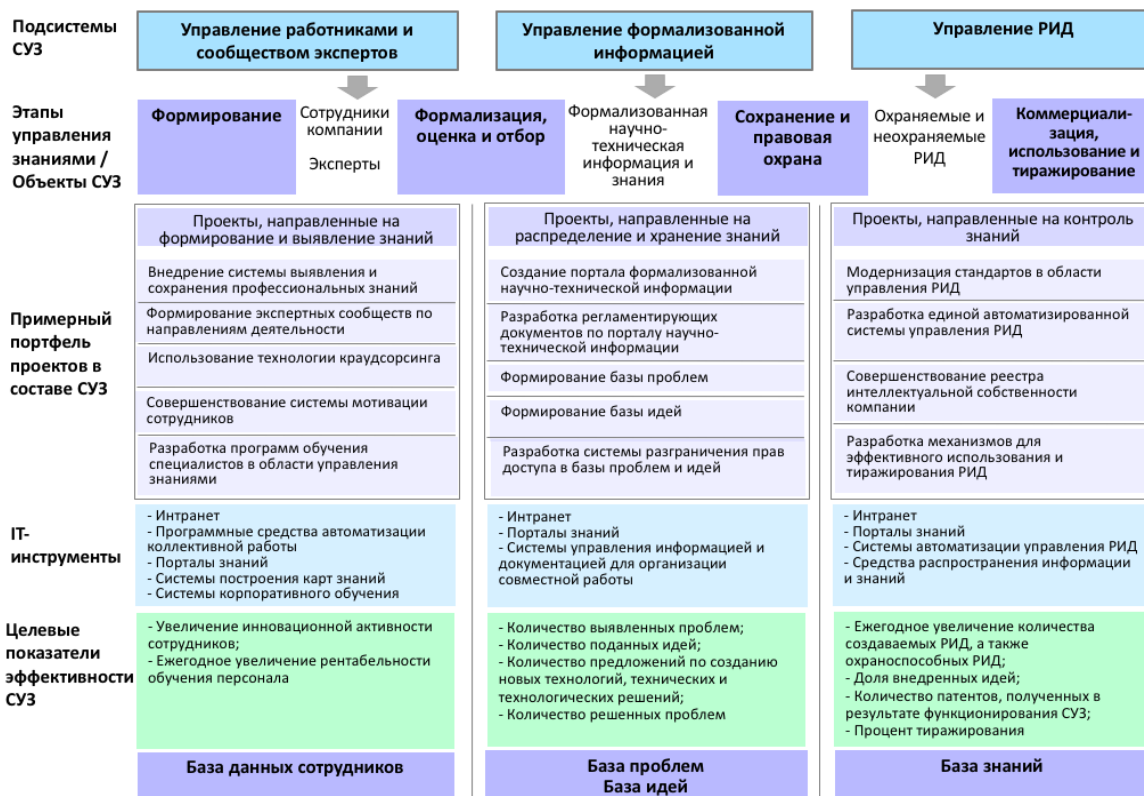 Подсистемы
СУЗ
Управление работниками и
сообществом экспертов
Управление формализованной
информацией
Управление РИД
Этапы
управления
знаниями /
Объекты СУЗ
Формирование
Сотрудники
компании
Эксперты
Формализация,
оценка и отбор
Формализованная
научно-
техническая
информация и
знания
Сохранение и
правовая
охрана
Охраняемые и
неохраняемые
РИД
Коммерциали-
зация,
использование и
тиражирование
Примерный
портфель
проектов в
составе СУЗ
Проекты, направленные на
формирование и выявление знаний
Внедрение системы выявления и
сохранения профессиональных знаний
Формирование экспертных сообществ по
направлениям деятельности
Использование технологии краудсорсинга
Совершенствование системы мотивации
сотрудников
Разработка программ обучения
специалистов в области управления
знаниями
Проекты, направленные на
распределение и хранение знаний
Создание портала формализованной
научно-технической информации
Разработка регламентирующих
документов по порталу научно-
технической информации
Формирование базы проблем
Формирование базы идей
Разработка системы разграничения прав
доступа в базы проблем и идей
Проекты, направленные на контроль
знаний
Модернизация стандартов в области
управления РИД
Разработка единой автоматизированной
системы управления РИД
Совершенствование реестра
интеллектуальной собственности
компании
Разработка механизмов для
эффективного использования и
тиражирования РИД
IT-
инструменты
- Интранет
- Программные средства автоматизации
коллективной работы
- Порталы знаний
- Системы построения карт знаний
- Системы корпоративного обучения
- Интранет
- Порталы знаний
- Системы управления информацией и
документацией для организации
совместной работы
- Интранет
- Порталы знаний
- Системы автоматизации управления РИД
- Средства распространения информации
и знаний
Целевые
показатели
эффективности
СУЗ
- Увеличение инновационной активности
сотрудников;
- Ежегодное увеличение рентабельности
обучения персонала
- Количество выявленных проблем;
- Количество поданных идей;
- Количество предложений по созданию
новых технологий, технических и
технологических решений;
- Количество решенных проблем
- Ежегодное увеличение количества
создаваемых РИД, а также
охраноспособных РИД;
- Доля внедренных идей;
- Количество патентов, полученных в
результате функционирования СУЗ;
- Процент тиражирования
База данных сотрудников
База проблем
База идей
База знаний